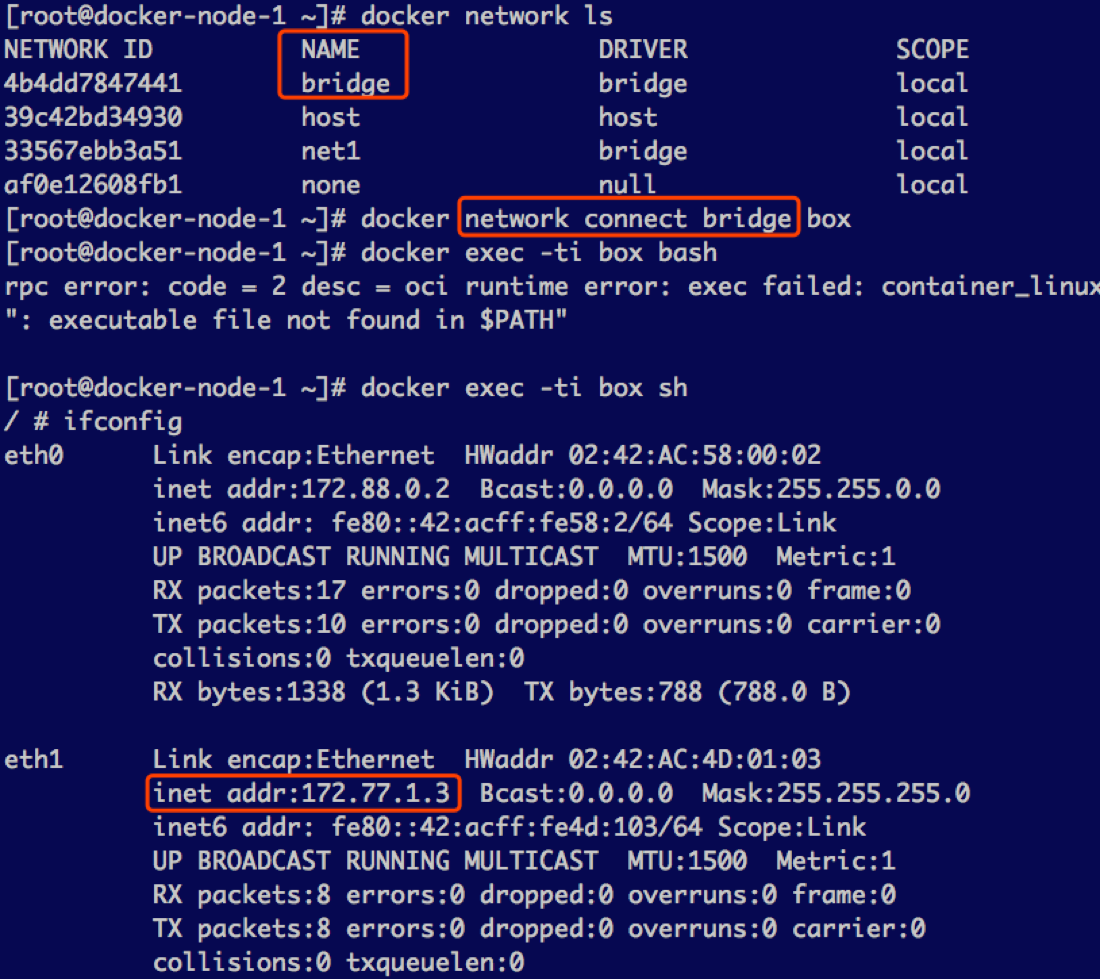 [root@docker-node-1 ~]# docker network ls
NETWORK ID          NAME                DRIVER              SCOPE
4b4dd7847441        bridge              bridge              local
39c42bd34930        host                host                local
33567ebb3a51        net1                bridge              local
af0e12608fb1        none                null                local
[root@docker-node-1 ~]# docker network connect bridge box
[root@docker-node-1 ~]# docker exec -ti box bash
rpc error: code = 2 desc = oci runtime error: exec failed: container_linux
": executable file not found in $PATH"
[root@docker-node-1 ~]# docker exec -ti box sh
/ # ifconfig
eth0      Link encap:Ethernet  HWaddr 02:42:AC:58:00:02
          inet addr:172.88.0.2  Bcast:0.0.0.0  Mask:255.255.0.0
          inet6 addr: fe80::42:acff:fe58:2/64 Scope:Link
          UP BROADCAST RUNNING MULTICAST  MTU:1500  Metric:1
          RX packets:17 errors:0 dropped:0 overruns:0 frame:0
          TX packets:10 errors:0 dropped:0 overruns:0 carrier:0
          collisions:0 txqueuelen:0
          RX bytes:1338 (1.3 KiB)  TX bytes:788 (788.0 B)
eth1      Link encap:Ethernet  HWaddr 02:42:AC:4D:01:03
          inet addr:172.77.1.3  Bcast:0.0.0.0  Mask:255.255.255.0
          inet6 addr: fe80::42:acff:fe4d:103/64 Scope:Link
          UP BROADCAST RUNNING MULTICAST  MTU:1500  Metric:1
          RX packets:8 errors:0 dropped:0 overruns:0 frame:0
          TX packets:8 errors:0 dropped:0 overruns:0 carrier:0
          collisions:0 txqueuelen:0